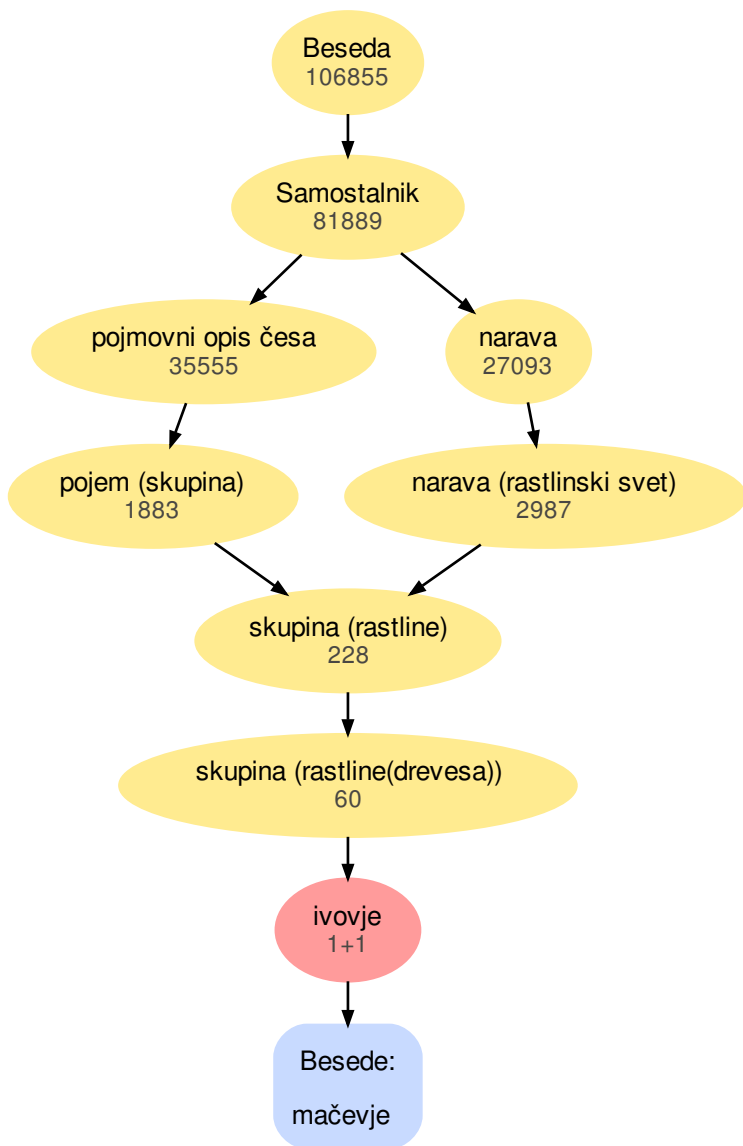 Beseda
106855
Samostalnik
81889
pojmovni opis česa
35555
narava
27093
pojem (skupina)
1883
narava (rastlinski svet)
2987
skupina (rastline)
228
skupina (rastline(drevesa))
60
ivovje
1+1
Besede:
mačevje